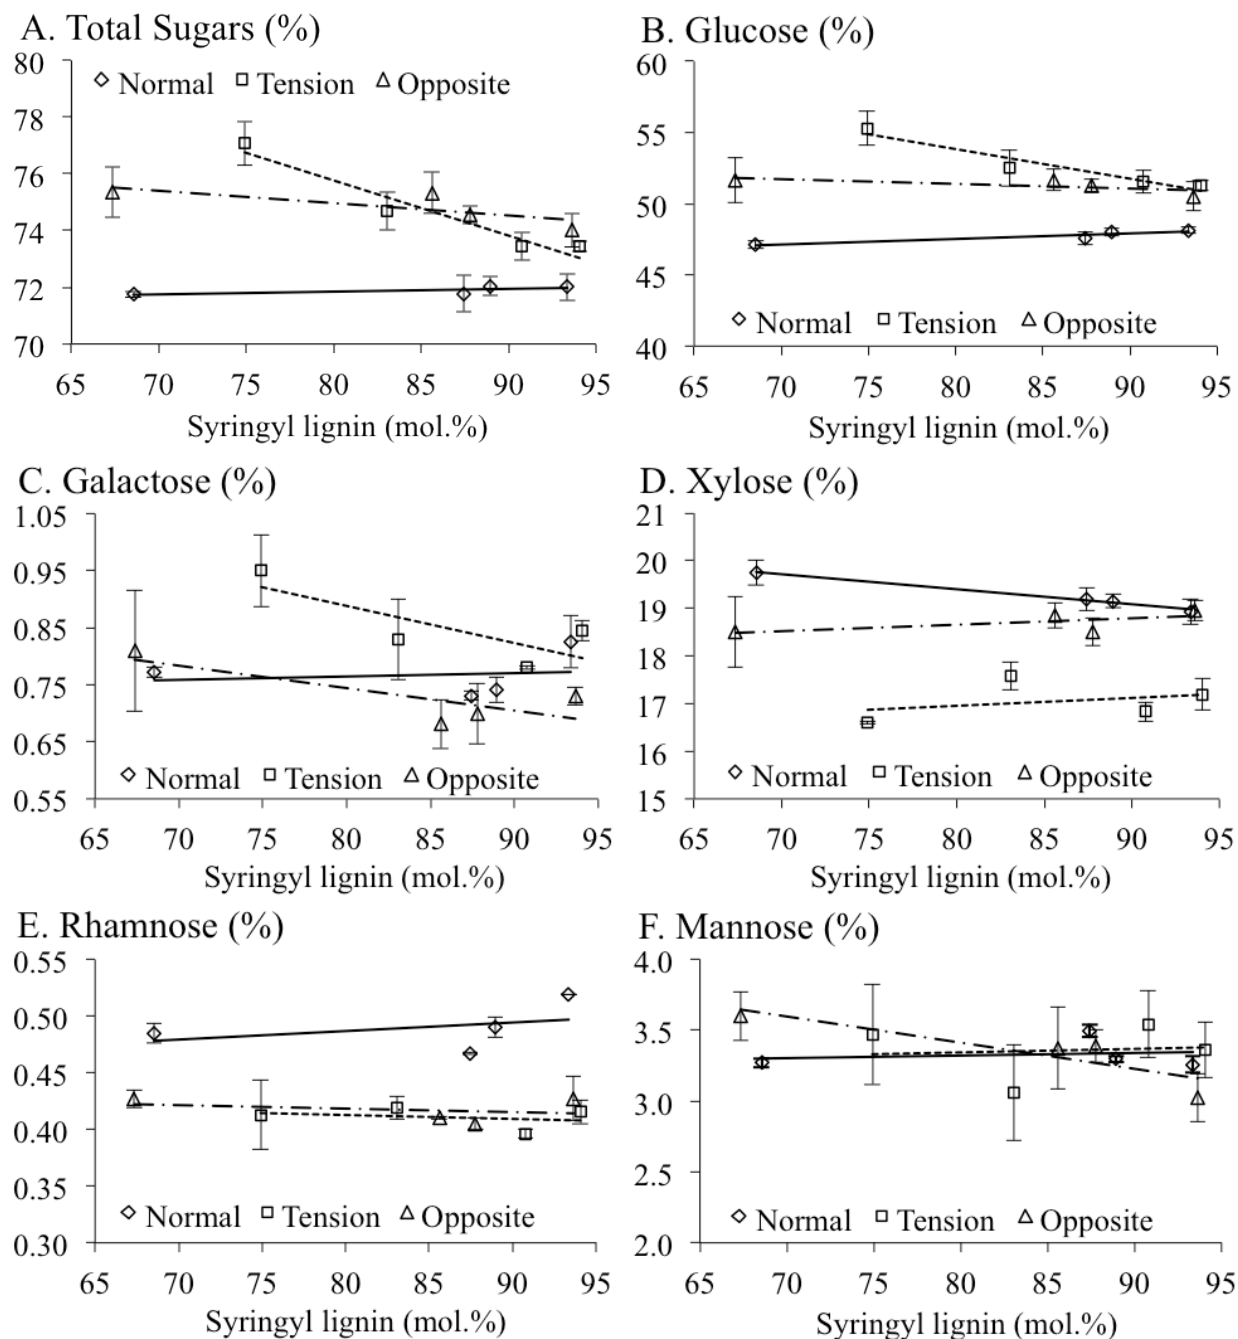 A. Total Sugars (%)
80
78
76
74
72
70
Normal Tension Opposite
65 70 75 80 85 90 95
Syringyl lignin (mol.%)
B. Glucose (%)
60
55
50
45
40
Normal Tension Opposite
65 70 75 80 85 90 95
Syringyl lignin (mol.%)
C. Galactose (%)
1.05
0.95
0.85
0.75
0.65
0.55
Normal Tension Opposite
65 70 75 80 85 90 95
Syringyl lignin (mol.%)
D. Xylose (%)
21
20
19
18
17
16
15
Normal Tension Opposite
65 70 75 80 85 90 95
Syringyl lignin (mol.%)
E. Rhamnose (%)
0.55
0.50
0.45
0.40
0.35
0.30
Normal Tension Opposite
65 70 75 80 85 90 95
Syringyl lignin (mol.%)
F. Mannose (%)
4.0
3.5
3.0
2.5
2.0
Normal Tension Opposite
65 70 75 80 85 90 95
Syringyl lignin (mol.%)